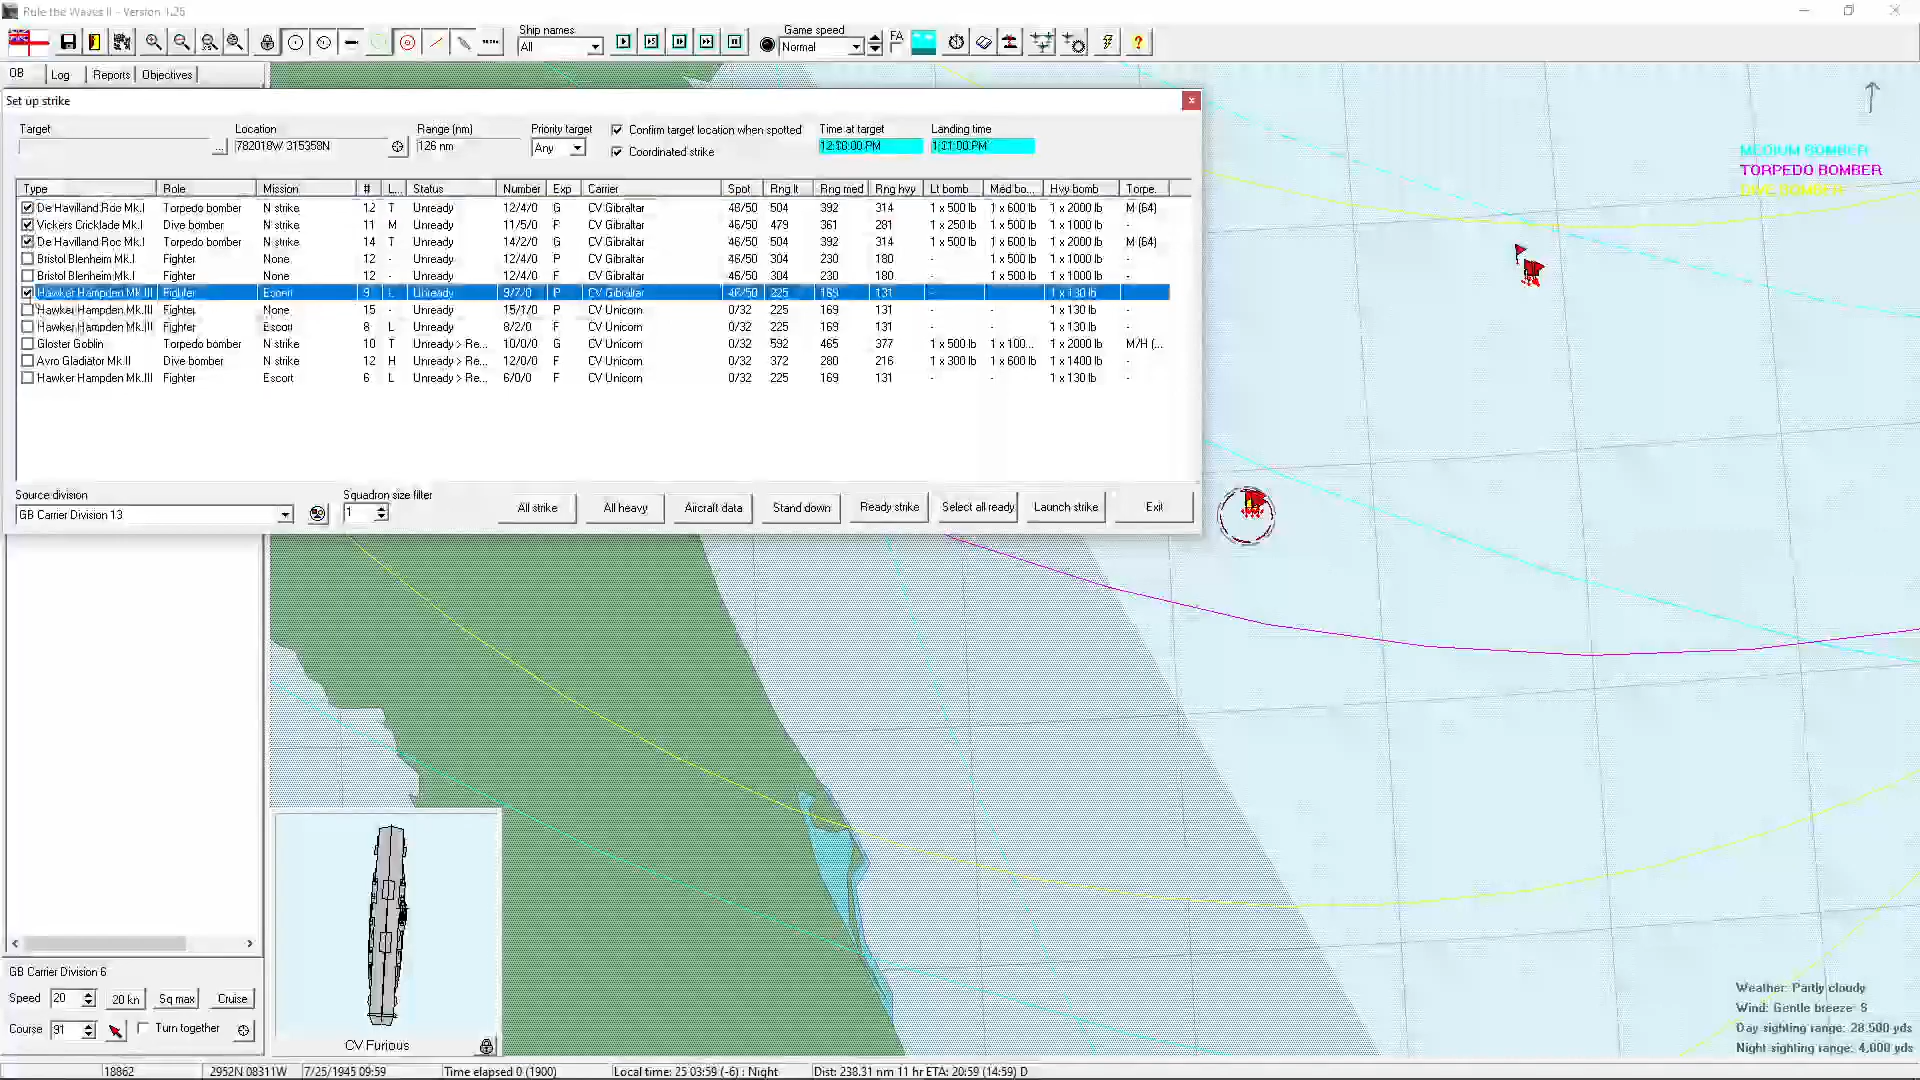 Rule the Waves II - Version 1.25
Ship names
All
Game speed
Normal
FA
OB
Log
Reports
Objectives
Set up strike
Target
...
Location
782018W 315358N
Range (nm)
126 nm
Priority target
Any
Confirm target location when spotted
Coordinated strike
Time at target
Landing time
Type Role Mission # L... Status Number Exp Carrier Spot Rng lt Rng med Rng hvy Lt bomb Med bo... Hvy bomb Torpe.
De Havilland Roc Mk.I Torpedo bomber N strike 12 T Unready 12/4/0 G CV Gibraltar 46/50 504 392 314 1 x 500 lb 1 x 600 lb 1 x 2000 lb M (64)
Vickers Cricklade Mk.I Dive bomber N strike 11 M Unready 11/5/0 F CV Gibraltar 46/50 479 361 281 1 x 250 lb 1 x 500 lb 1 x 1000 lb -
De Havilland Roc Mk.I Torpedo bomber N strike 14 T Unready 14/2/0 G CV Gibraltar 46/50 504 392 314 1 x 500 lb 1 x 600 lb 1 x 2000 lb M (64)
Bristol Blenheim Mk.I Fighter None 12 - Unready 12/4/0 P CV Gibraltar 46/50 304 230 180 - 1 x 500 lb 1 x 1000 lb -
Bristol Blenheim Mk.I Fighter None 12 - Unready 12/4/0 F CV Gibraltar 46/50 304 230 180 - 1 x 500 lb 1 x 1000 lb -
Hawker Hampden Mk.III Fighter Escort 9 L Unready 9/7/0 P CV Gibraltar 46/50 225 169 131 - 1 x 130 lb
Hawker Hampden Mk.III Fighter None 15 - Unready 15/1/0 P CV Unicorn 0/32 225 169 131 - - 1 x 130 lb -
Hawker Hampden Mk.III Fighter Escort 8 L Unready 8/2/0 F CV Unicorn 0/32 225 169 131 - - 1 x 130 lb -
Gloster Goblin Torpedo bomber N strike 10 T Unready > Re... 10/0/0 G CV Unicorn 0/32 592 465 377 1 x 500 lb 1 x 100... 1 x 2000 lb M/H (...
Avro Gladiator Mk.II Dive bomber N strike 12 H Unready > Re... 12/0/0 F CV Unicorn 0/32 372 280 216 1 x 300 lb 1 x 600 lb 1 x 1400 lb -
Hawker Hampden Mk.III Fighter Escort 6 L Unready > Re... 6/0/0 F CV Unicorn 0/32 225 169 131 - - 1 x 130 lb -
Source division
GB Carrier Division 13
Squadron size filter
1
All strike
All heavy
Aircraft data
Stand down
Ready strike
Select all ready
Launch strike
Exit
MEDIUM BOMBER
TORPEDO BOMBER
DIVE BOMBER
GB Carrier Division 6
Speed 20 20 kn Sq max Cruise
Course 91 Turn together
CV Furious
Weather: Partly cloudy
Wind: Gentle breeze S
Day sighting range: 28,500 yds
Night sighting range: 4,000 yds
18862 2952N 08311W 7/25/1945 09:59 Time elapsed 0 (1900) Local time: 25 03:59 (-6) : Night Dist: 238.31 nm 11 hr ETA: 20:59 (14:59) D